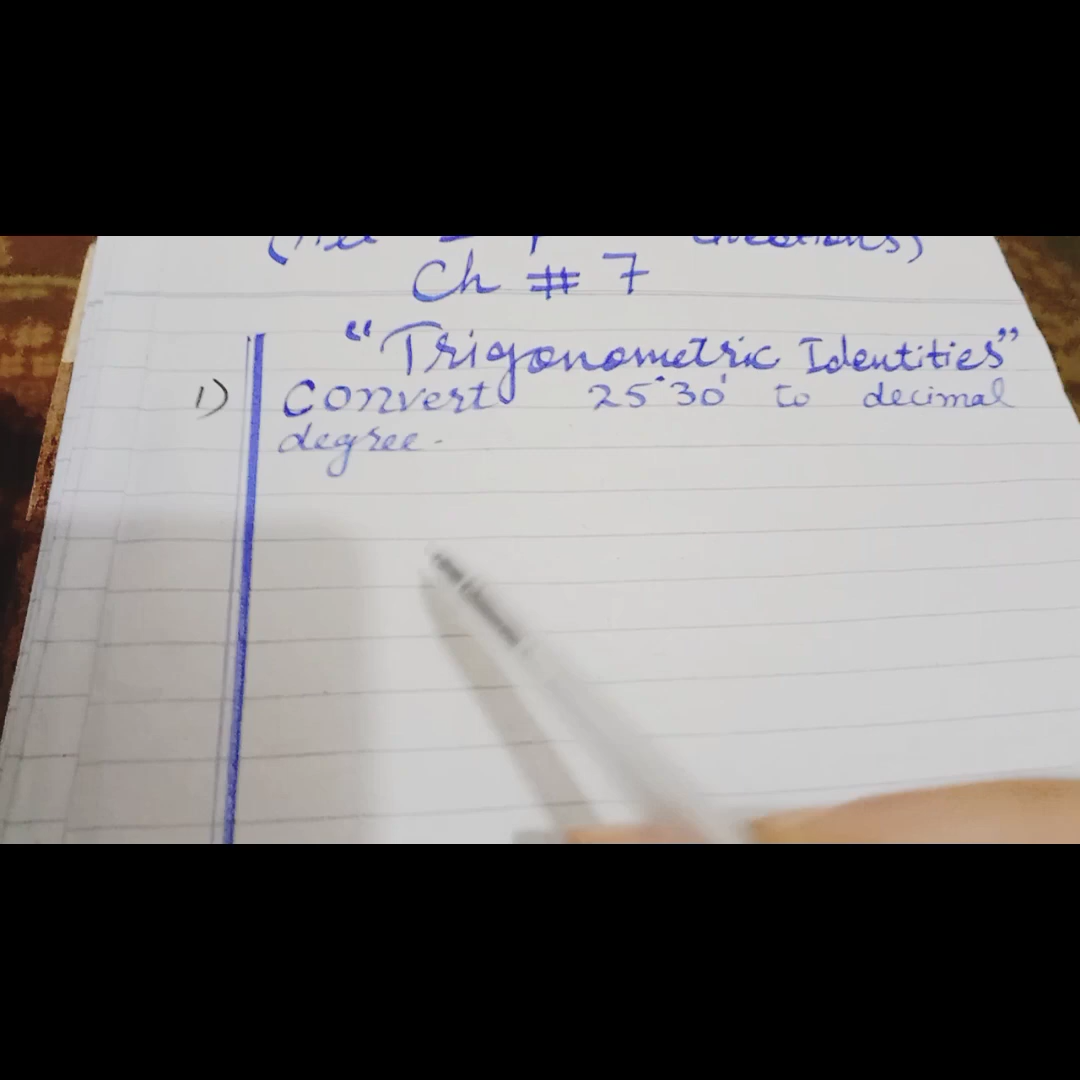 Ch # 7
"Trigonometric Identities"
1) Convert 25°30' to decimal
degree.